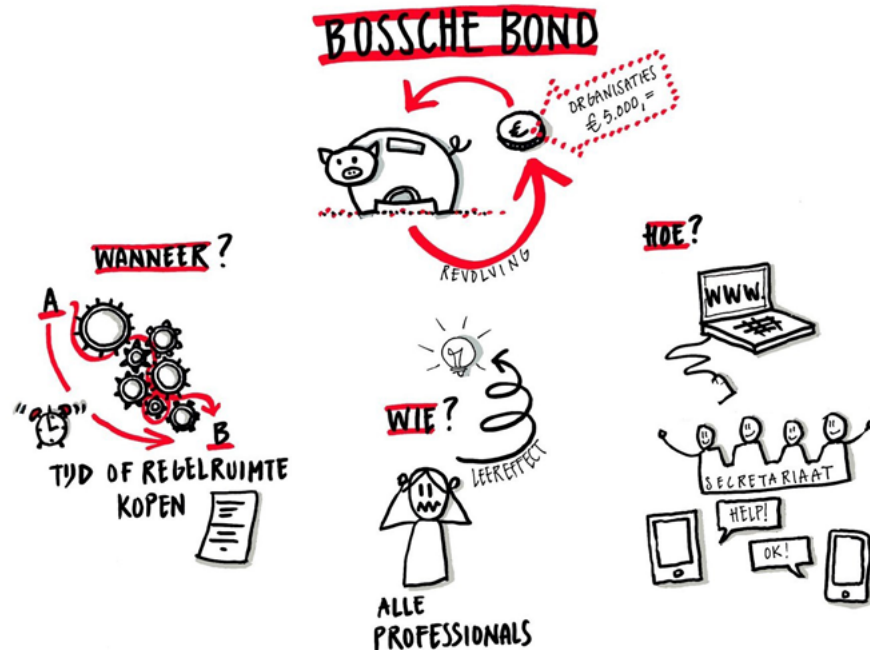 BOSSCHE BOND
ORGANISATIES
€ 5.000,=
€
REVOLVING
WANNEER?
A
B
TIJD OF REGELRUIMTE
KOPEN
WIE?
LEEREFFECT
ALLE
PROFESSIONALS
HOE?
WWW.
SECRETARIAAT
HELP!
OK!